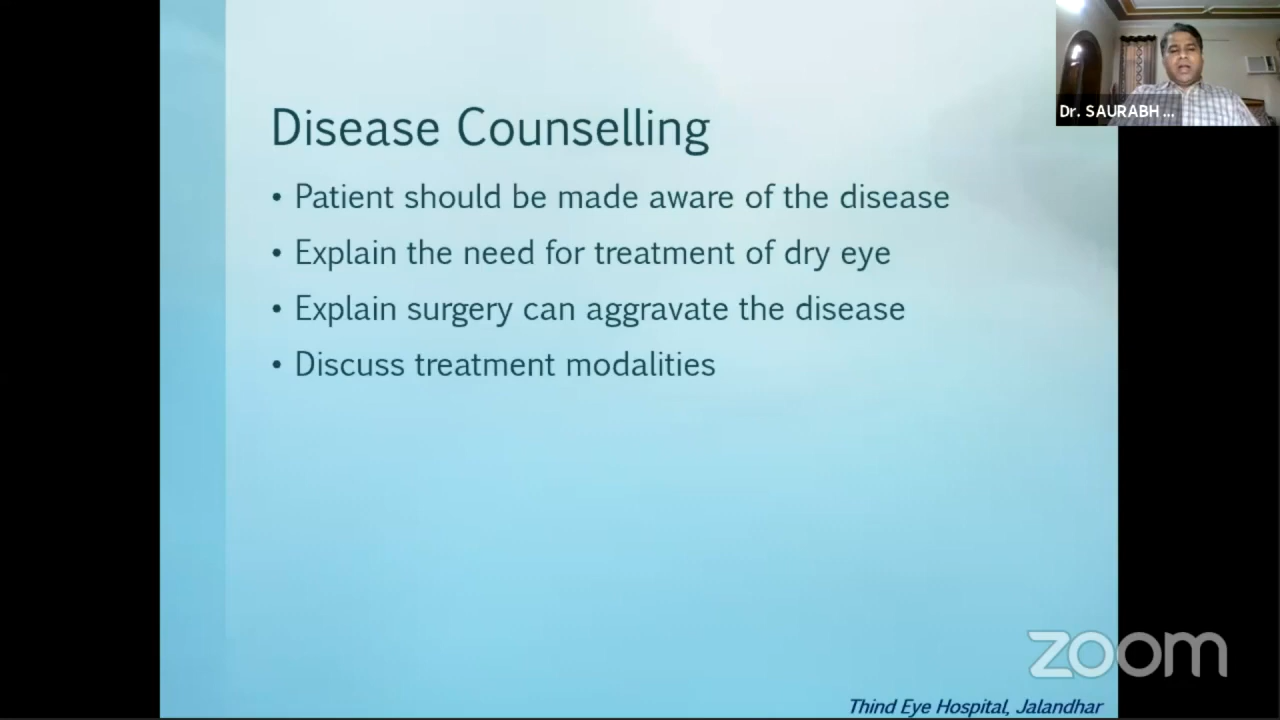 Disease Counselling
• Patient should be made aware of the disease
• Explain the need for treatment of dry eye
• Explain surgery can aggravate the disease
• Discuss treatment modalities
Dr. SAURABH ...
zoom
Thind Eye Hospital, Jalandhar